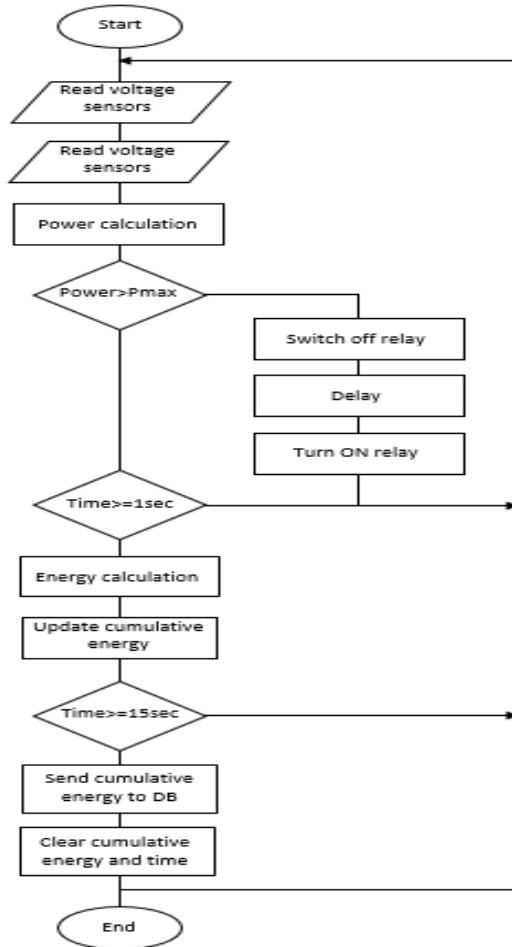 Start
Read voltage
sensors
Read voltage
sensors
Power calculation
Power>Pmax
Switch off relay
Delay
Turn ON relay
Time>=1sec
Energy calculation
Update cumulative
energy
Time>=15sec
Send cumulative
energy to DB
Clear cumulative
energy and time
End